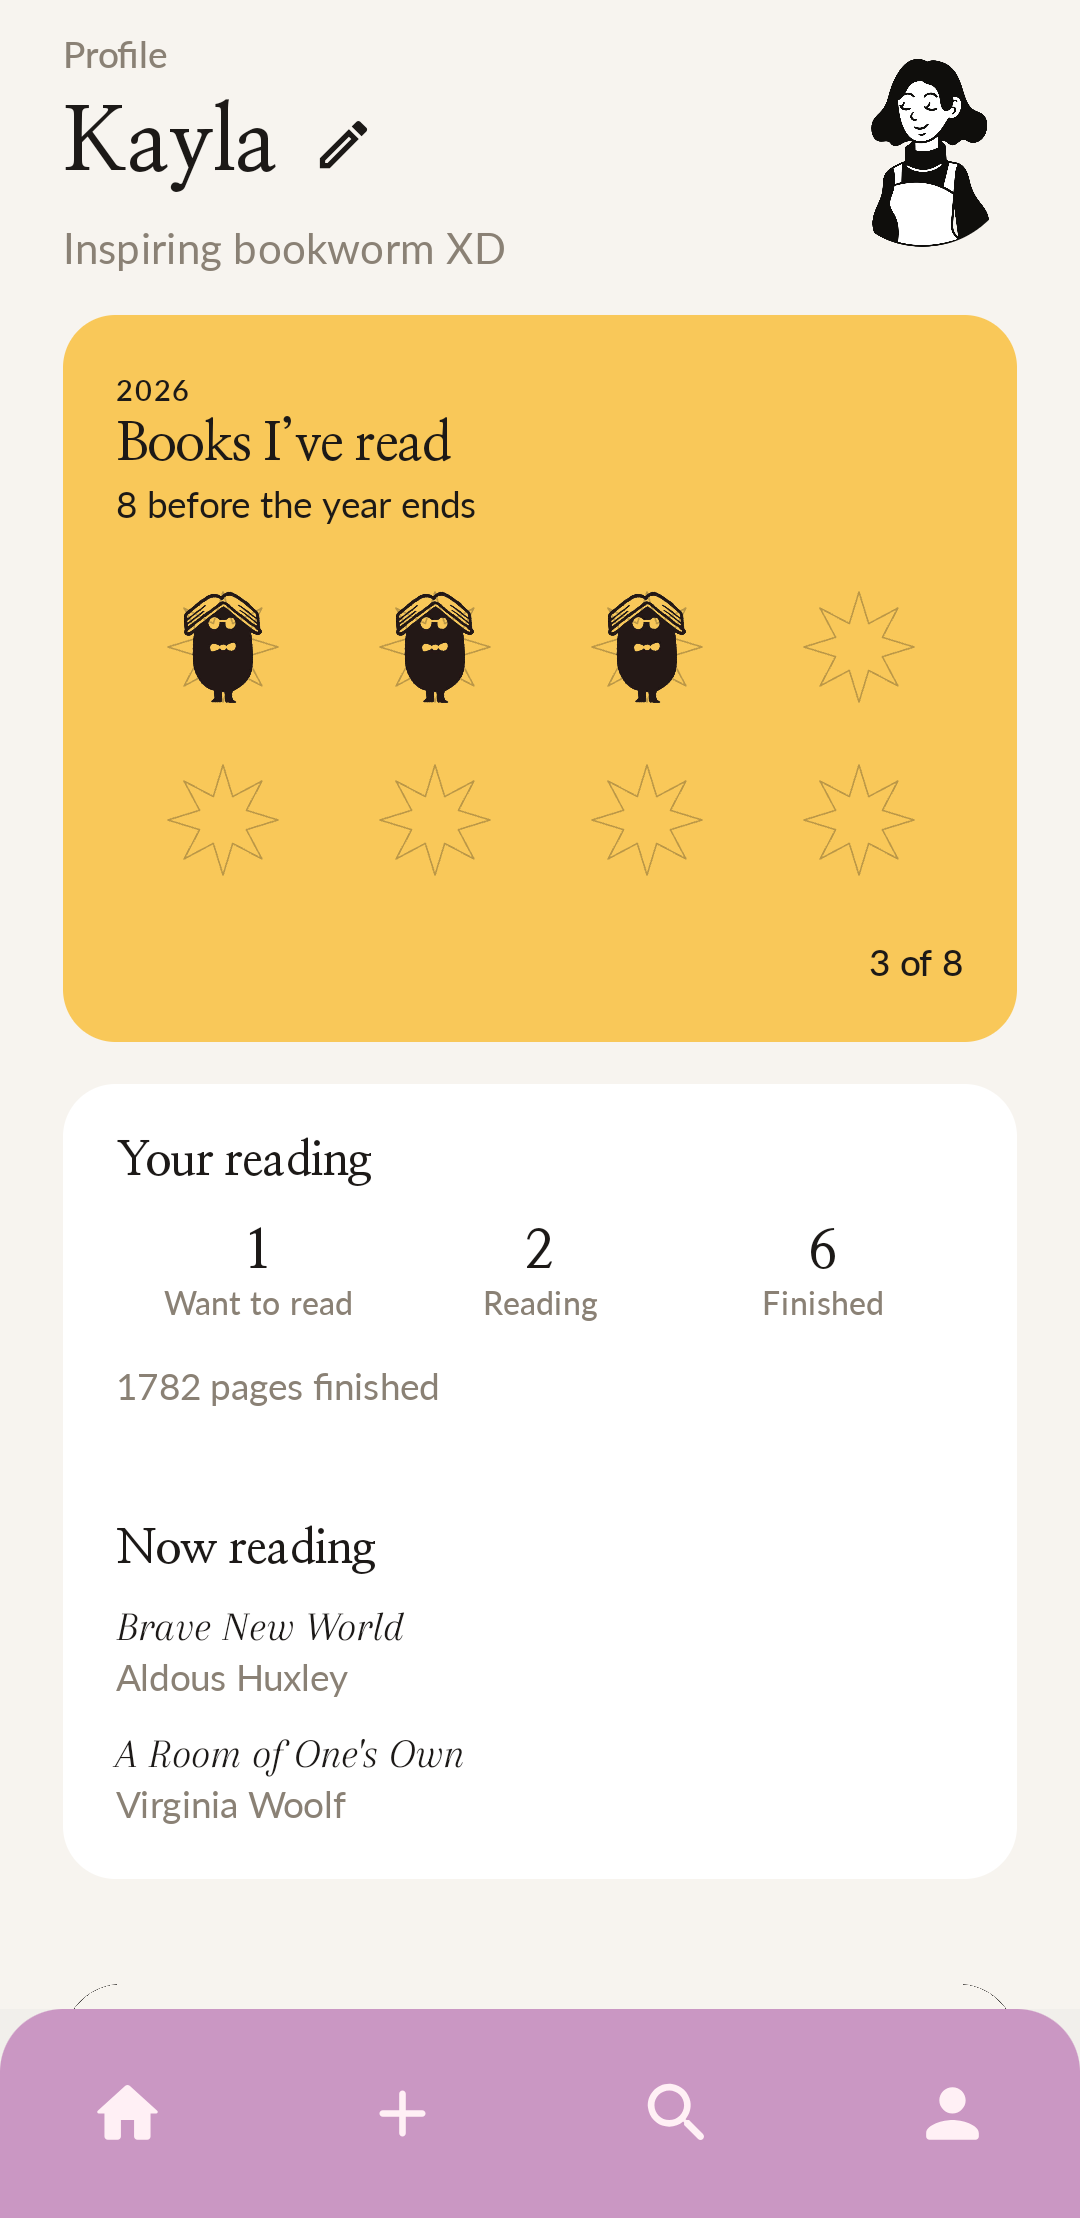 Profile
Kayla
Inspiring bookworm XD
2026
Books I’ve read
8 before the year ends
3 of 8
Your reading
1 2 6
Want to read Reading Finished
1782 pages finished
Now reading
Brave New World
Aldous Huxley
A Room of One's Own
Virginia Woolf